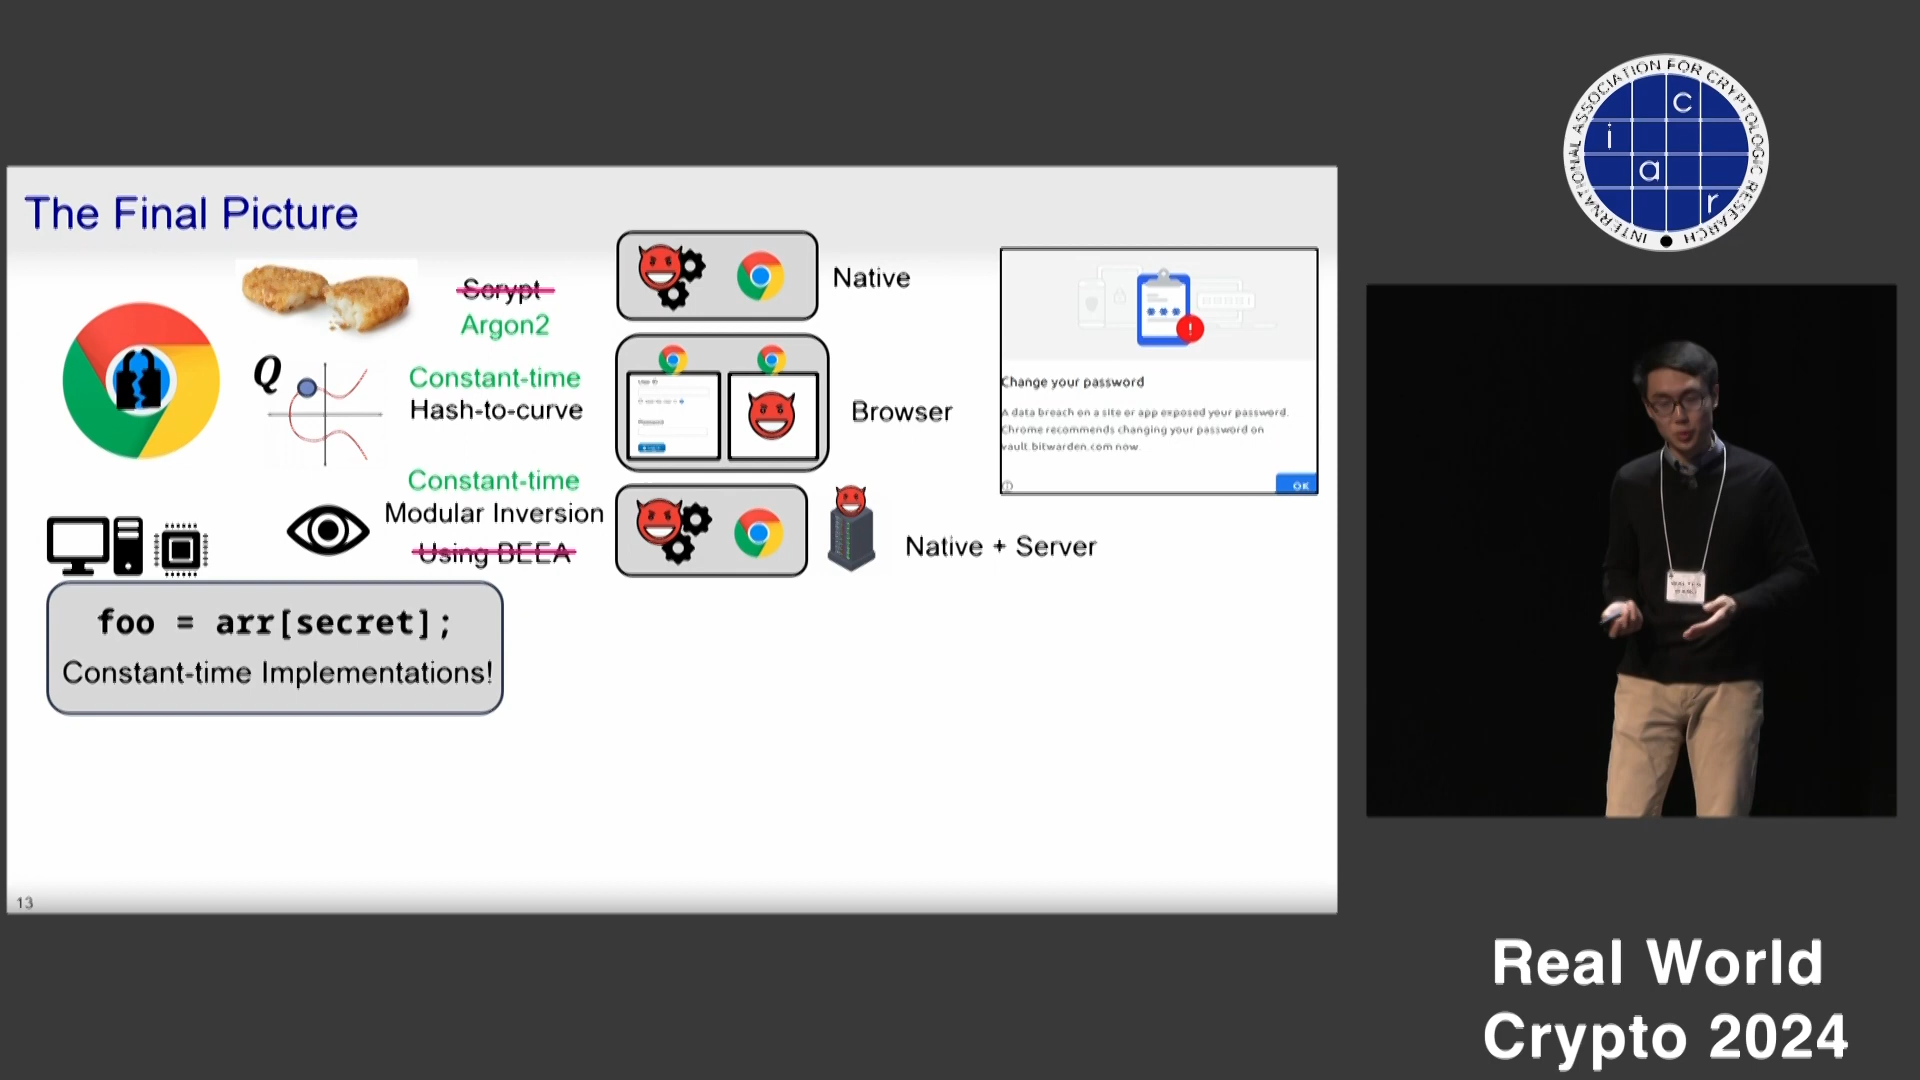 The Final Picture
Scrypt
Argon2
Q
Constant-time
Hash-to-curve
Constant-time
Modular Inversion
Using BEEA
foo = arr[secret];
Constant-time Implementations!
Native
Browser
Native + Server
Change your password
A data breach on a site or app exposed your password.
Chrome recommends changing your password on
vault.bitwarden.com now.
OK
13
INTERNATIONAL ASSOCIATION FOR CRYPTOLOGIC RESEARCH
i a c r
Real World
Crypto 2024